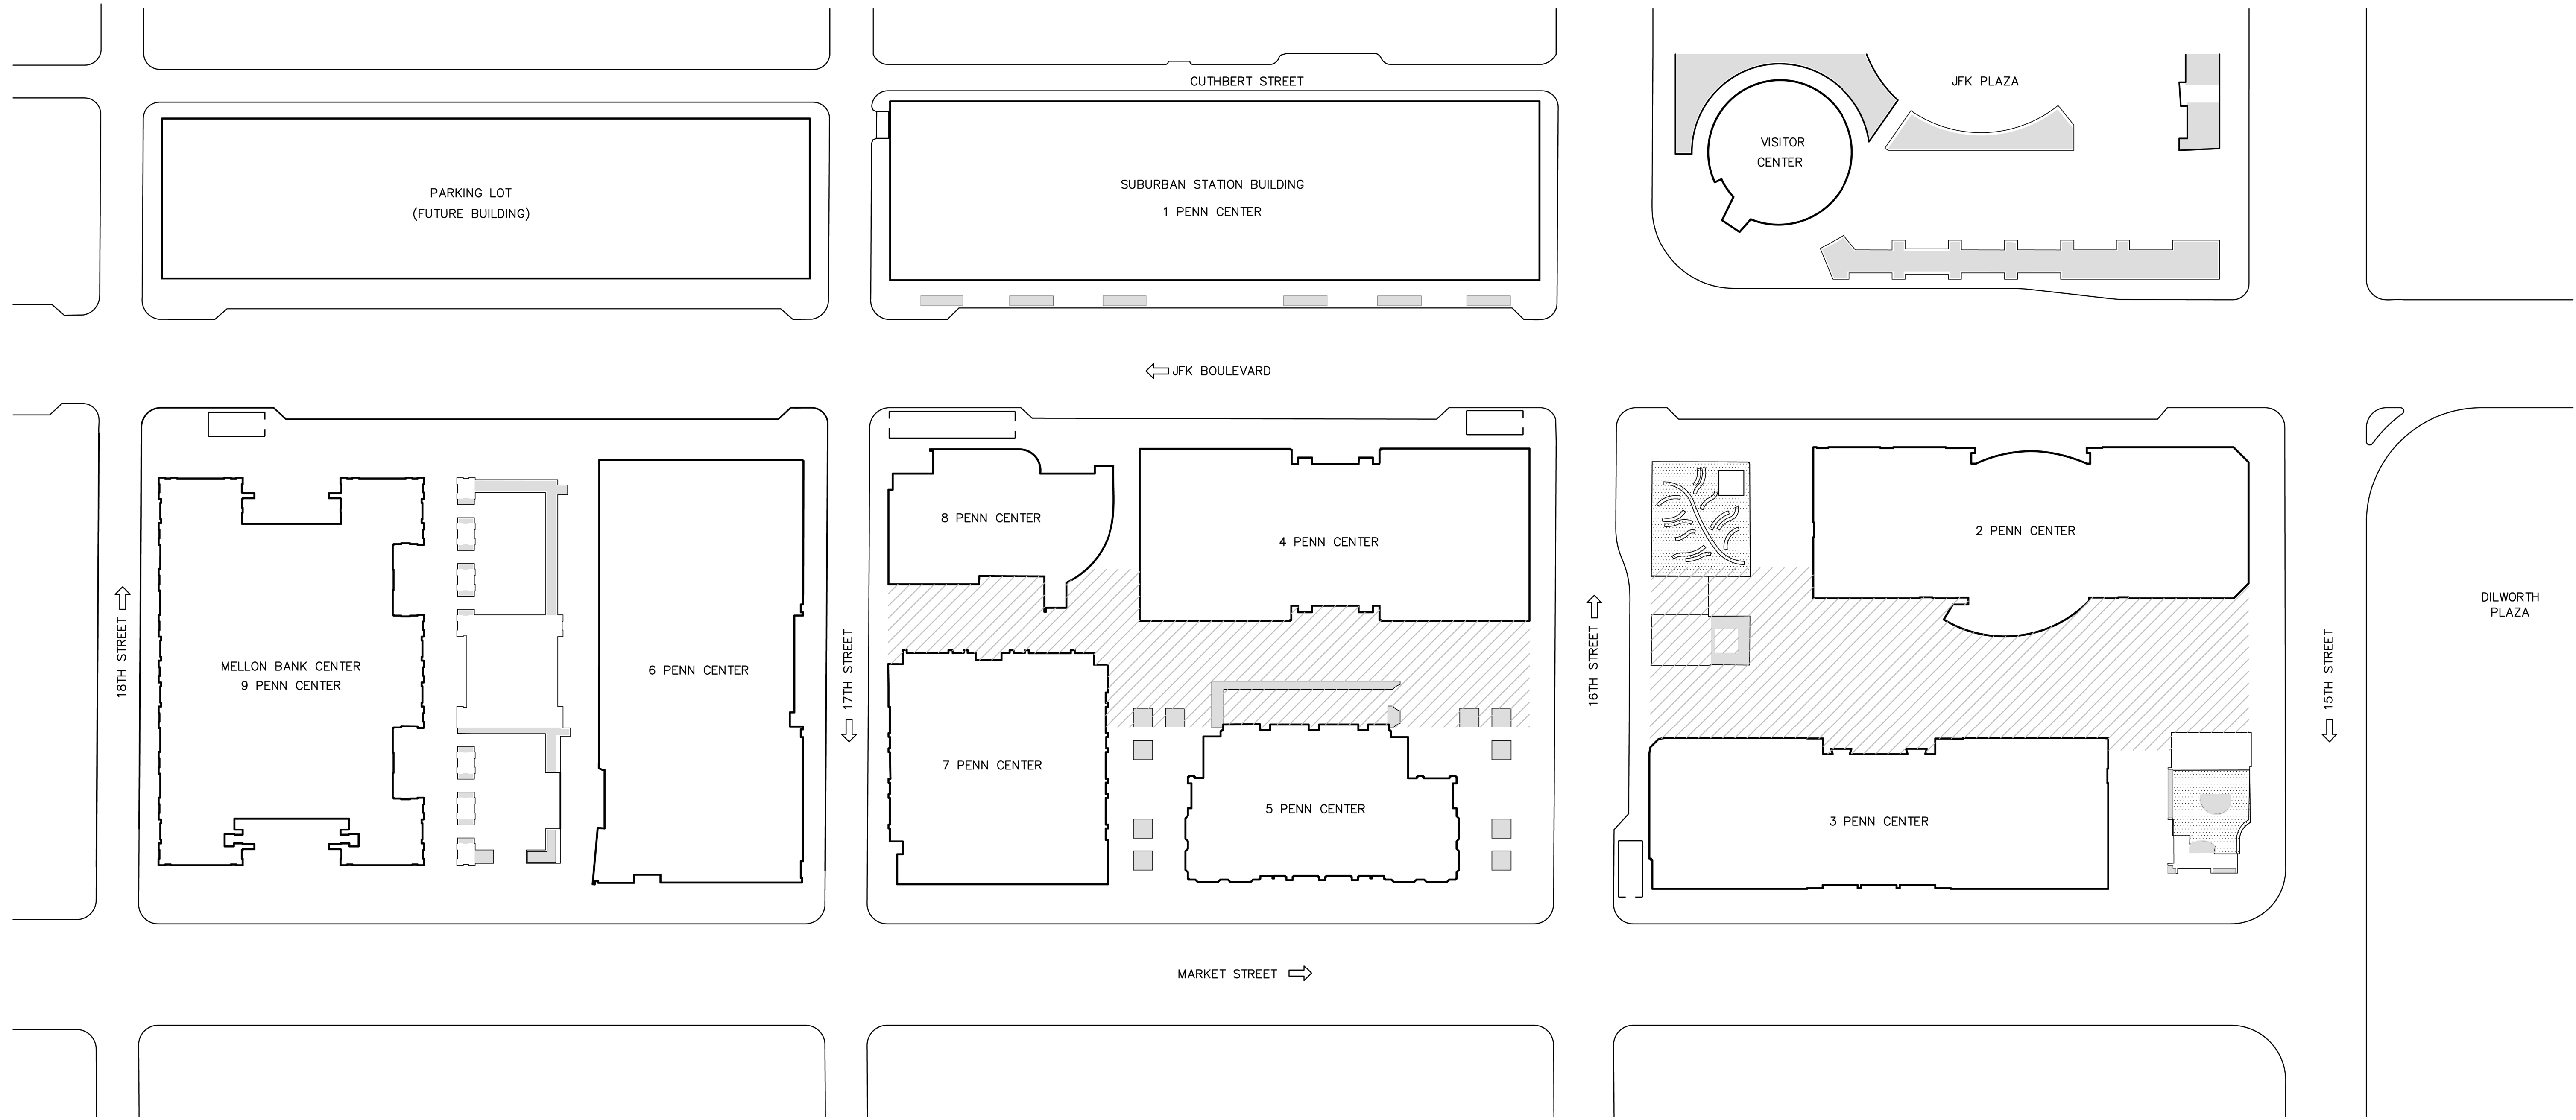 CUTHBERT STREET
JFK PLAZA
VISITOR
CENTER
PARKING LOT
(FUTURE BUILDING)
SUBURBAN STATION BUILDING
1 PENN CENTER
JFK BOULEVARD
8 PENN CENTER
4 PENN CENTER
2 PENN CENTER
DILWORTH
PLAZA
18TH STREET
MELLON BANK CENTER
9 PENN CENTER
6 PENN CENTER
17TH STREET
16TH STREET
15TH STREET
7 PENN CENTER
5 PENN CENTER
3 PENN CENTER
MARKET STREET